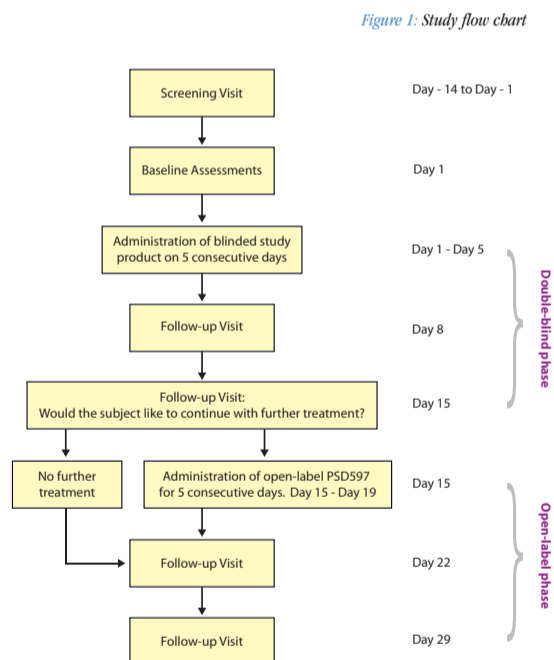 Figure 1: Study flow chart
Screening Visit
Day - 14 to Day - 1
Baseline Assessments
Day 1
Administration of blinded study
product on 5 consecutive days
Day 1 - Day 5
Follow-up Visit
Day 8
Double-blind phase
Follow-up Visit:
Would the subject like to continue with further treatment?
Day 15
No further
treatment
Administration of open-label PSD597
for 5 consecutive days. Day 15 - Day 19
Day 15
Follow-up Visit
Day 22
Open-label phase
Follow-up Visit
Day 29